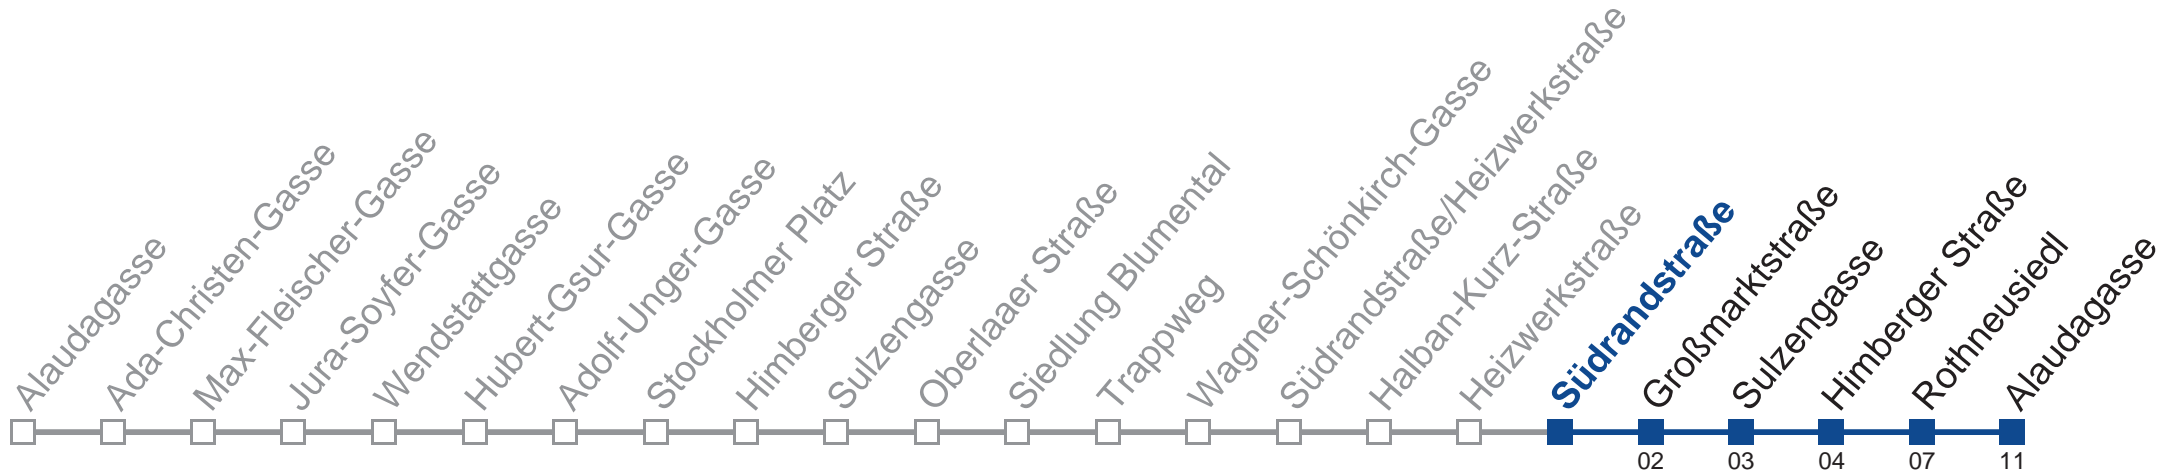 Alaudagasse
Ada-Christen-Gasse
Max-Fleischer-Gasse
Jura-Soyfer-Gasse
Wendstattgasse
Hubert-Gsur-Gasse
Adolf-Unger-Gasse
Stockholmer Platz
Himberger Straße
Sulzengasse
Oberlaaer Straße
Siedlung Blumental
Trappweg
Wagner-Schönkirch-Gasse
Südrandstraße/Heizwerkstraße
Halban-Kurz-Straße
Heizwerkstraße
Südrandstraße
Großmarktstraße
Sulzengasse
Himberger Straße
Rothneusiedl
Alaudagasse
02 03 04 07 11